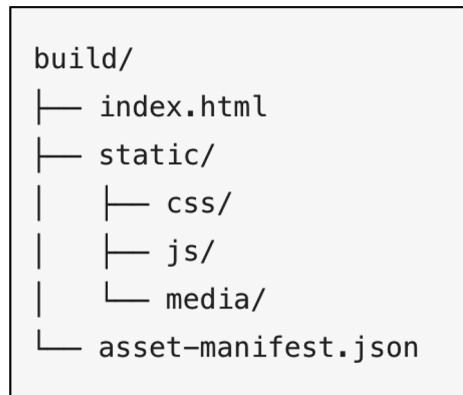 build/
├── index.html
├── static/
│   ├── css/
│   ├── js/
│   └── media/
└── asset-manifest.json